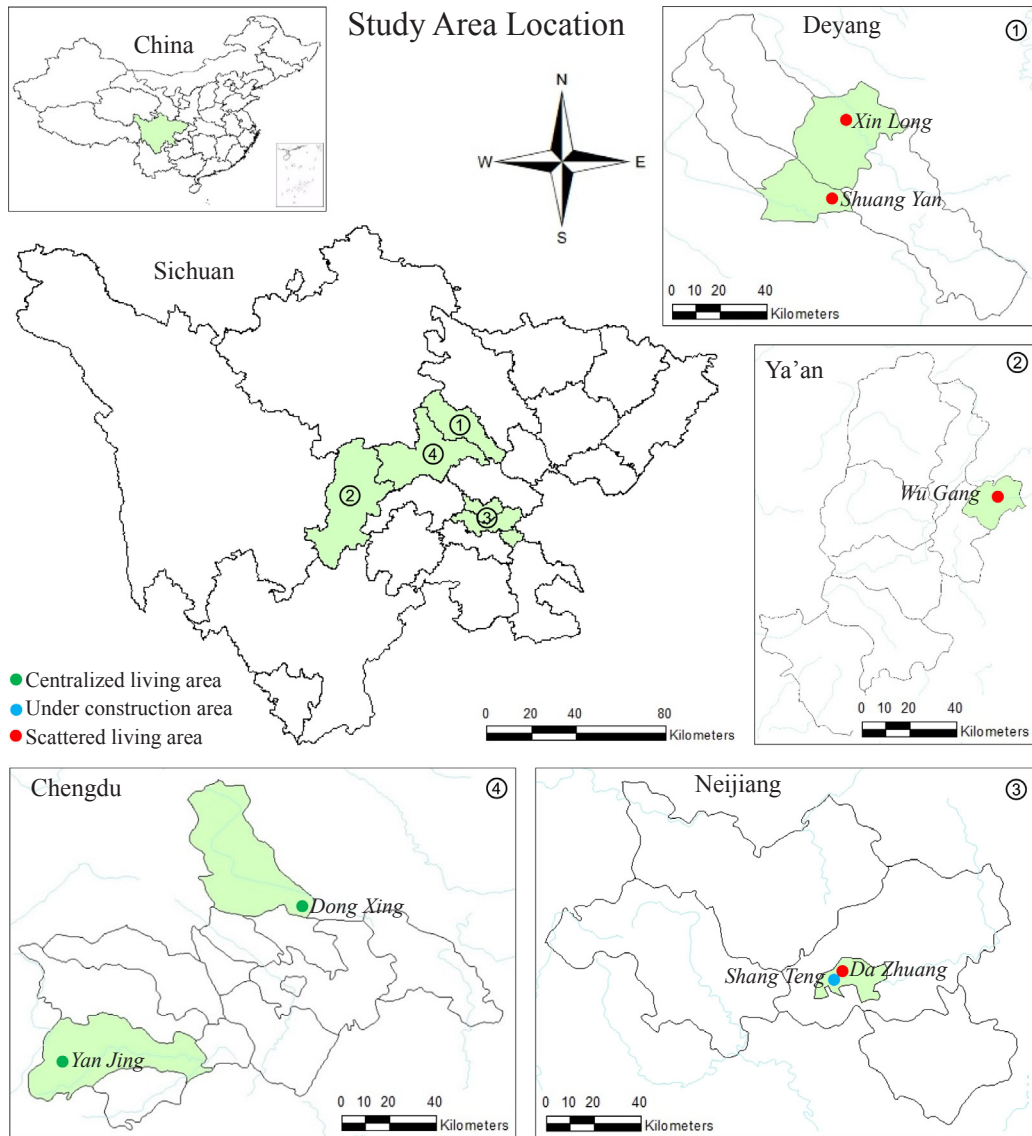 Study Area Location
China
N
W
E
S
Deyang
①
Xin Long
Shuang Yan
0 10 20 40
Kilometers
Sichuan
①
④
②
③
Ya'an
②
Wu Gang
0 10 20 40
Kilometers
Centralized living area
Under construction area
Scattered living area
0 20 40 80
Kilometers
Chengdu
④
Dong Xing
Yan Jing
0 10 20 40
Kilometers
Neijiang
③
Da Zhuang
Shang Teng
0 10 20 40
Kilometers